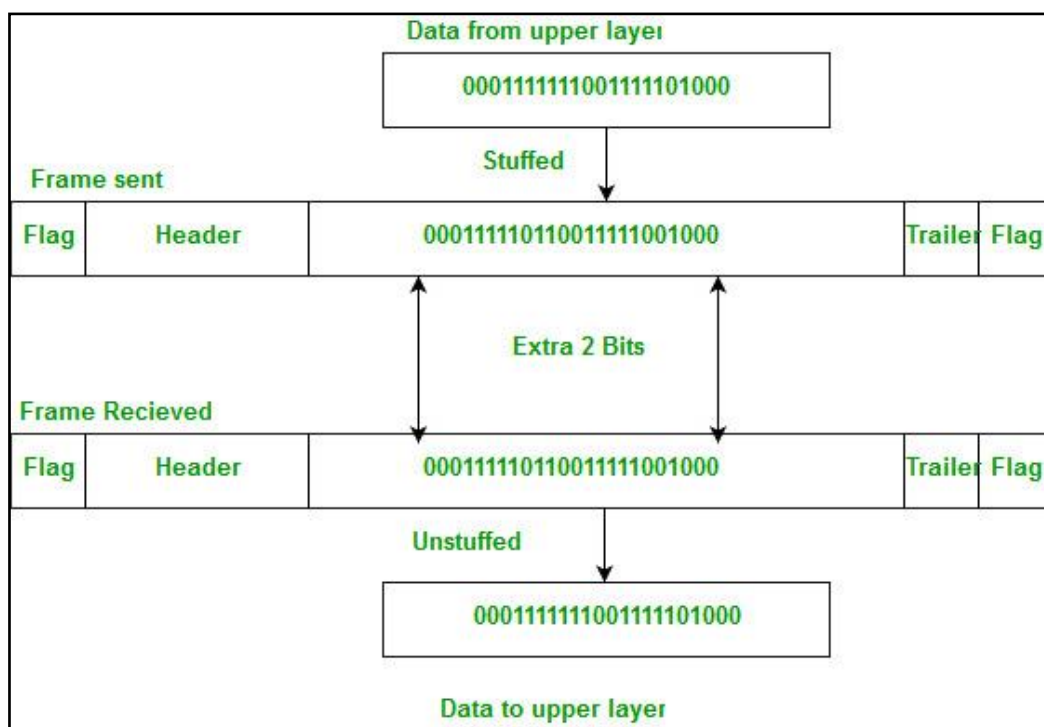 Data from upper layer
0001111111001111101000
Stuffed
Frame sent
Flag Header 000111110110011111001000 Trailer Flag
Extra 2 Bits
Frame Recieved
Flag Header 000111110110011111001000 Trailer Flag
Unstuffed
0001111111001111101000
Data to upper layer